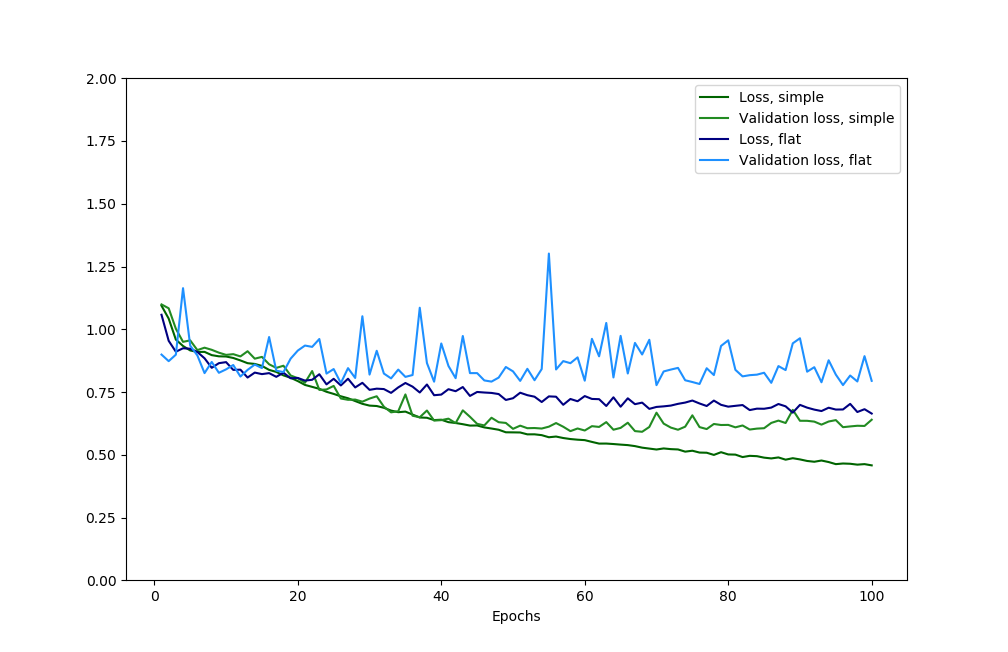 2.00
1.75
1.50
1.25
1.00
0.75
0.50
0.25
0.00
0 20 40 60 80 100
Epochs
Loss, simple
Validation loss, simple
Loss, flat
Validation loss, flat